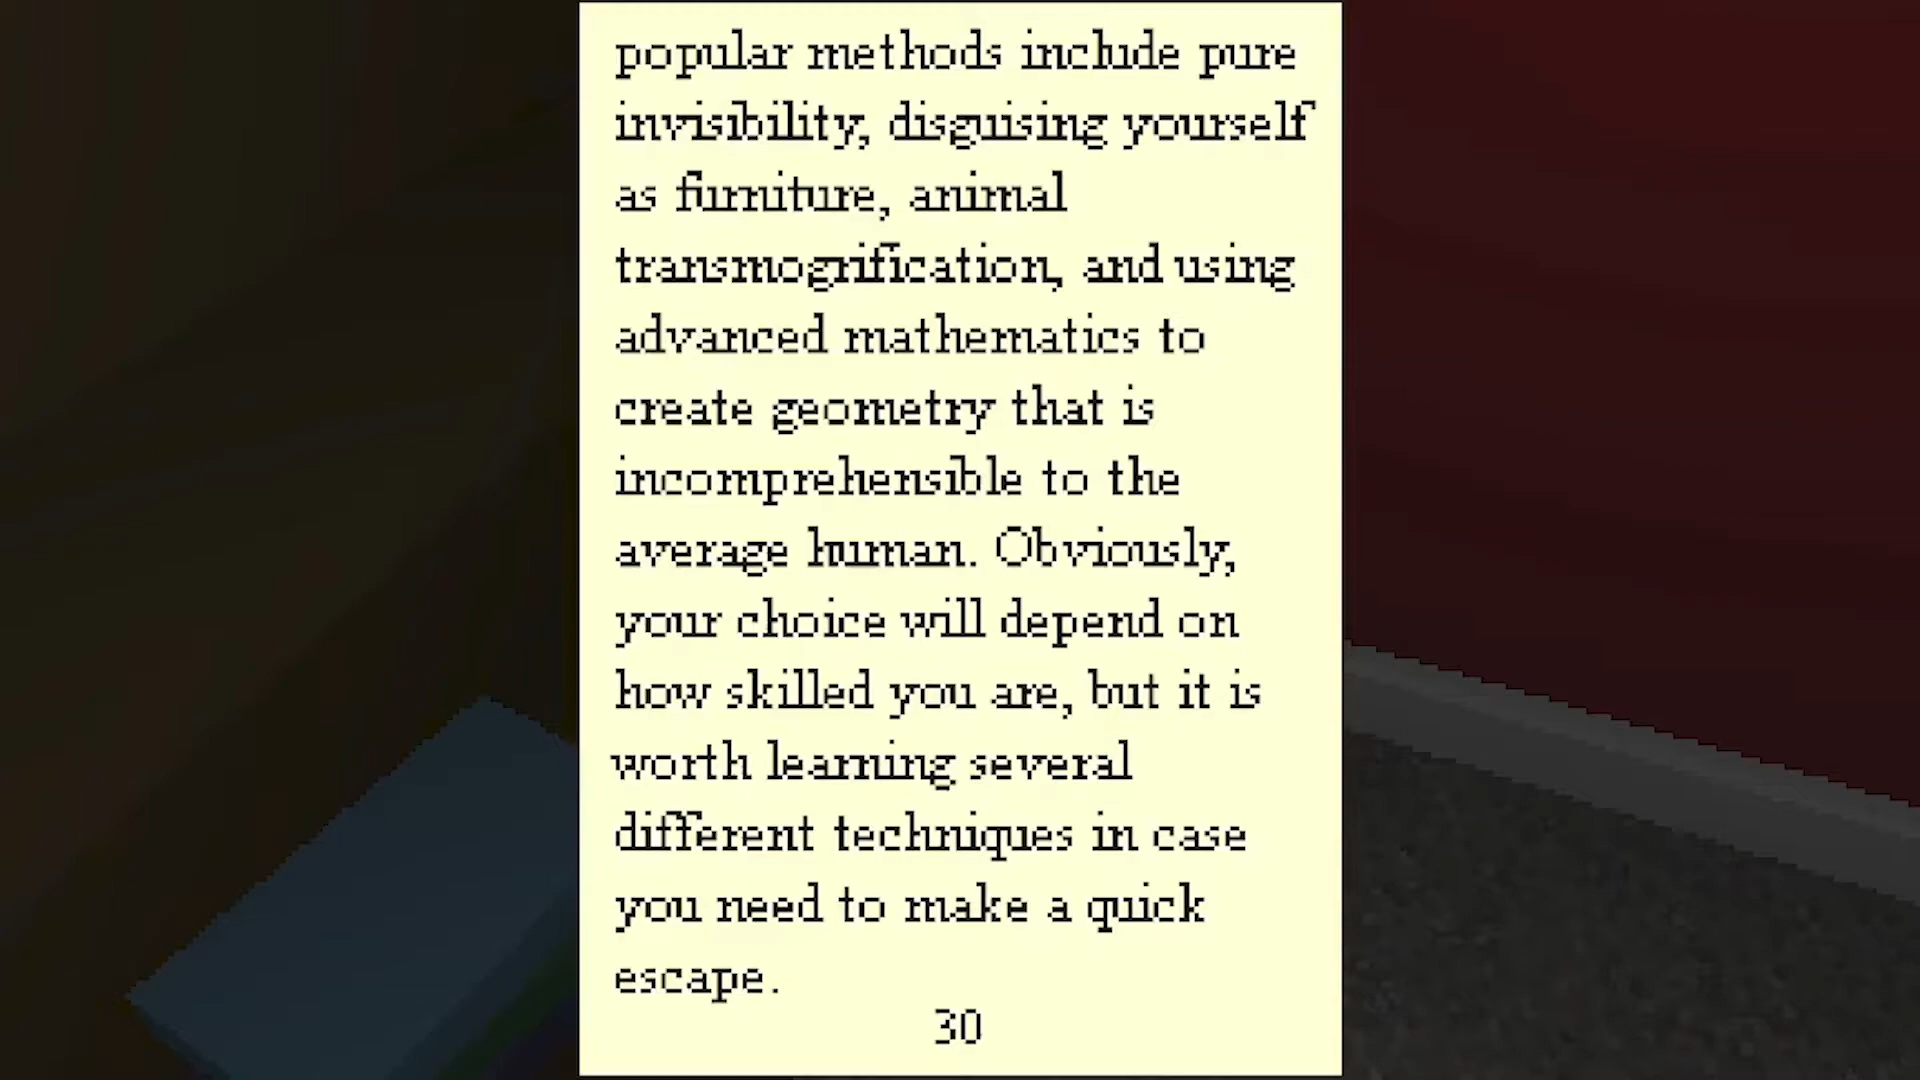 popular methods include pure
invisibility, disguising yourself
as furniture, animal
transmogrification, and using
advanced mathematics to
create geometry that is
incomprehensible to the
average human. Obviously,
your choice will depend on
how skilled you are, but it is
worth learning several
different techniques in case
you need to make a quick
escape.
30